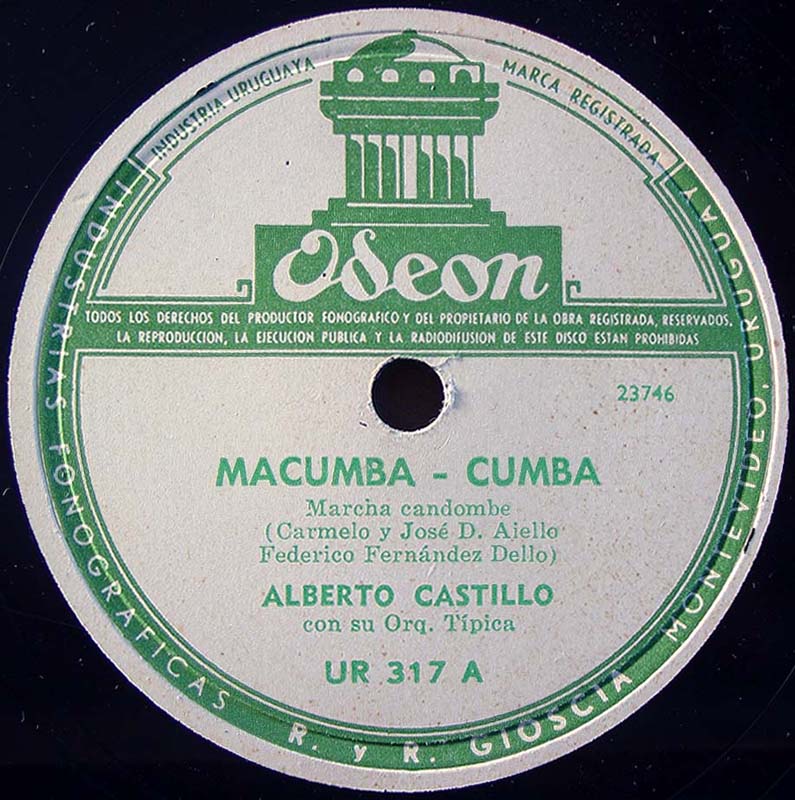 INDUSTRIA URUGUAYA
MARCA REGISTRADA
Odeon
TODOS LOS DERECHOS DEL PRODUCTOR FONOGRAFICO Y DEL PROPIETARIO DE LA OBRA REGISTRADA, RESERVADOS.
LA REPRODUCCION, LA EJECUCION PUBLICA Y LA RADIODIFUSION DE ESTE DISCO ESTAN PROHIBIDAS
23746
MACUMBA - CUMBA
Marcha candombe
(Carmelo y José D. Aiello
Federico Fernández Dello)
ALBERTO CASTILLO
con su Orq. Típica
UR 317 A
INDUSTRIAS FONOGRAFICAS R. y R. GIOSCIA MONTEVIDEO, URUGUAY